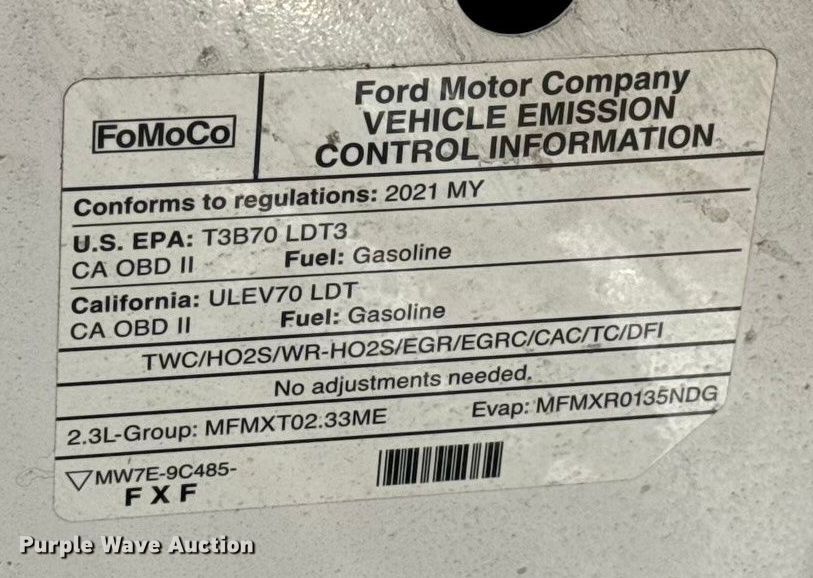 FoMoCo
Ford Motor Company
VEHICLE EMISSION
CONTROL INFORMATION
Conforms to regulations: 2021 MY
U.S. EPA: T3B70 LDT3
CA OBD II Fuel: Gasoline
California: ULEV70 LDT
CA OBD II Fuel: Gasoline
TWC/HO2S/WR-HO2S/EGR/EGRC/CAC/TC/DFI
No adjustments needed.
2.3L-Group: MFMXT02.33ME Evap: MFMXR0135NDG
MW7E-9C485-
F X F
Purple Wave Auction